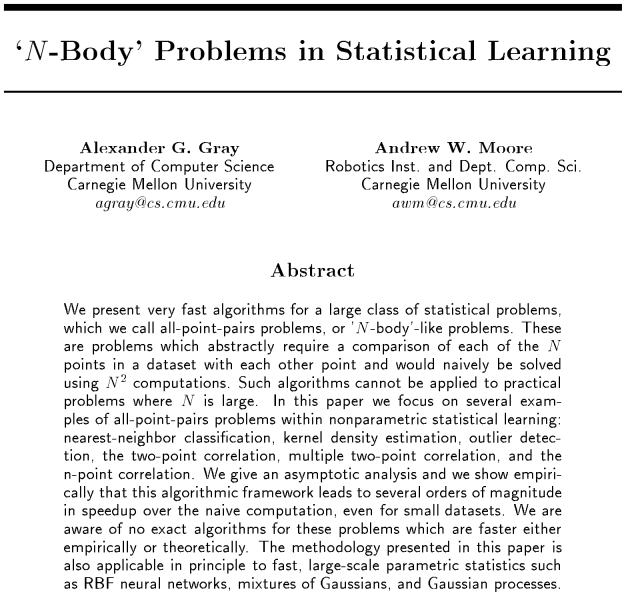 ‘N-Body’ Problems in Statistical Learning
Alexander G. Gray
Department of Computer Science
Carnegie Mellon University
agray@cs.cmu.edu
Andrew W. Moore
Robotics Inst. and Dept. Comp. Sci.
Carnegie Mellon University
awm@cs.cmu.edu
Abstract
We present very fast algorithms for a large class of statistical problems,
which we call all-point-pairs problems, or 'N-body'-like problems. These
are problems which abstractly require a comparison of each of the N
points in a dataset with each other point and would naively be solved
using N² computations. Such algorithms cannot be applied to practical
problems where N is large. In this paper we focus on several exam-
ples of all-point-pairs problems within nonparametric statistical learning:
nearest-neighbor classification, kernel density estimation, outlier detec-
tion, the two-point correlation, multiple two-point correlation, and the
n-point correlation. We give an asymptotic analysis and we show empiri-
cally that this algorithmic framework leads to several orders of magnitude
in speedup over the naive computation, even for small datasets. We are
aware of no exact algorithms for these problems which are faster either
empirically or theoretically. The methodology presented in this paper is
also applicable in principle to fast, large-scale parametric statistics such
as RBF neural networks, mixtures of Gaussians, and Gaussian processes.